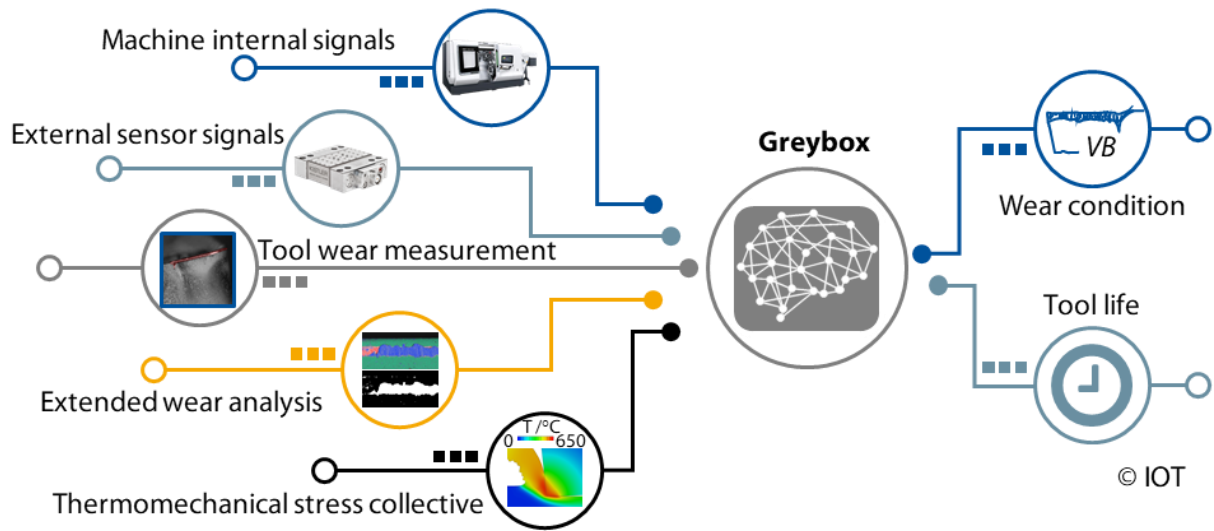 Machine internal signals
External sensor signals
Tool wear measurement
Extended wear analysis
T /°C
0 650
Thermomechanical stress collective
Greybox
VB
Wear condition
Tool life
© IOT